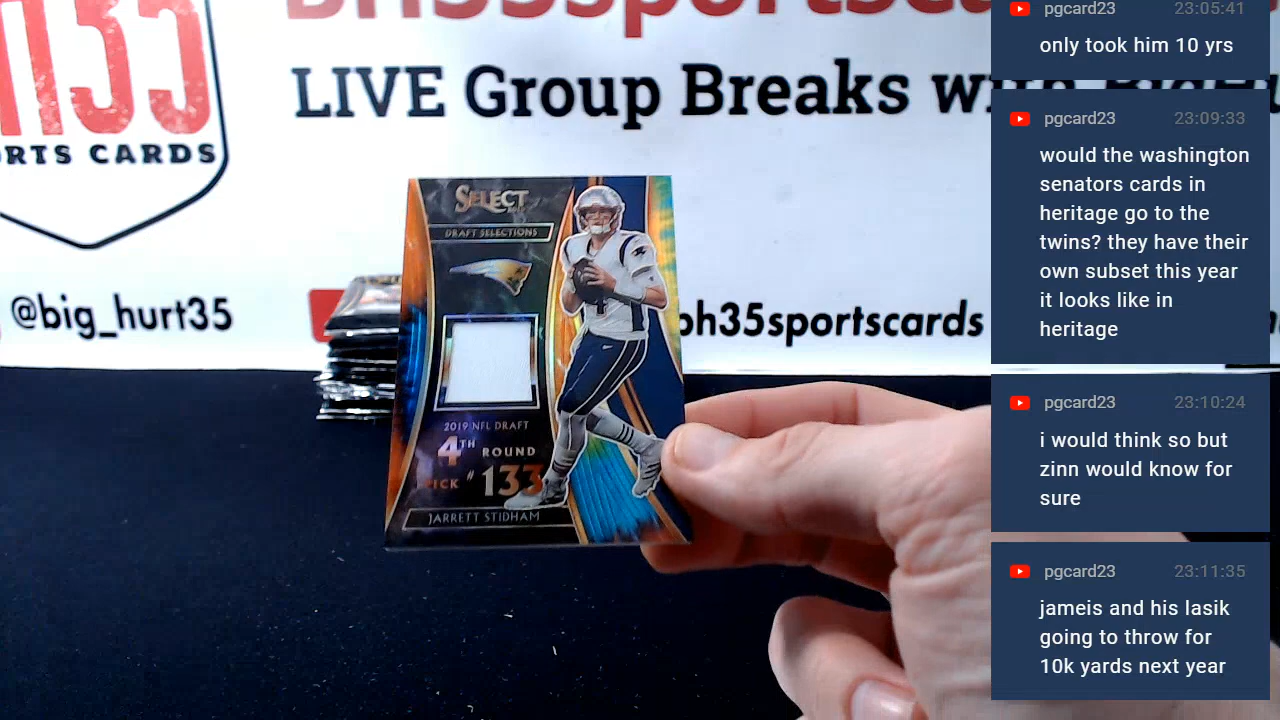 LIVE Group Breaks
RTS CARDS
@big_hurt35
bh35sportscards
SELECT
DRAFT SELECTIONS
2019 NFL DRAFT
4TH ROUND
PICK # 133
JARRETT STIDHAM
pgcard23 23:05:41
only took him 10 yrs
pgcard23 23:09:33
would the washington
senators cards in
heritage go to the
twins? they have their
own subset this year
it looks like in
heritage
pgcard23 23:10:24
i would think so but
zinn would know for
sure
pgcard23 23:11:35
jameis and his lasik
going to throw for
10k yards next year